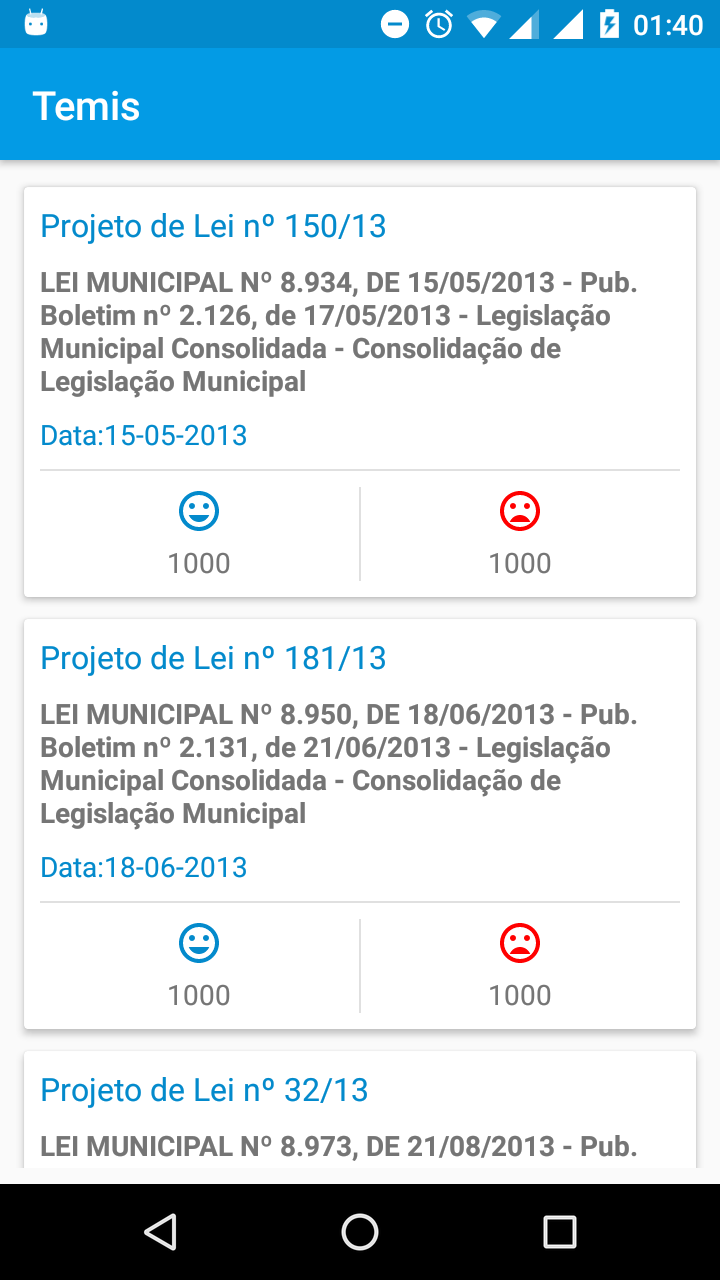 01:40
Temis
Projeto de Lei nº 150/13
LEI MUNICIPAL Nº 8.934, DE 15/05/2013 - Pub.
Boletim nº 2.126, de 17/05/2013 - Legislação
Municipal Consolidada - Consolidação de
Legislação Municipal
Data:15-05-2013
1000 1000
Projeto de Lei nº 181/13
LEI MUNICIPAL Nº 8.950, DE 18/06/2013 - Pub.
Boletim nº 2.131, de 21/06/2013 - Legislação
Municipal Consolidada - Consolidação de
Legislação Municipal
Data:18-06-2013
1000 1000
Projeto de Lei nº 32/13
LEI MUNICIPAL Nº 8.973, DE 21/08/2013 - Pub.